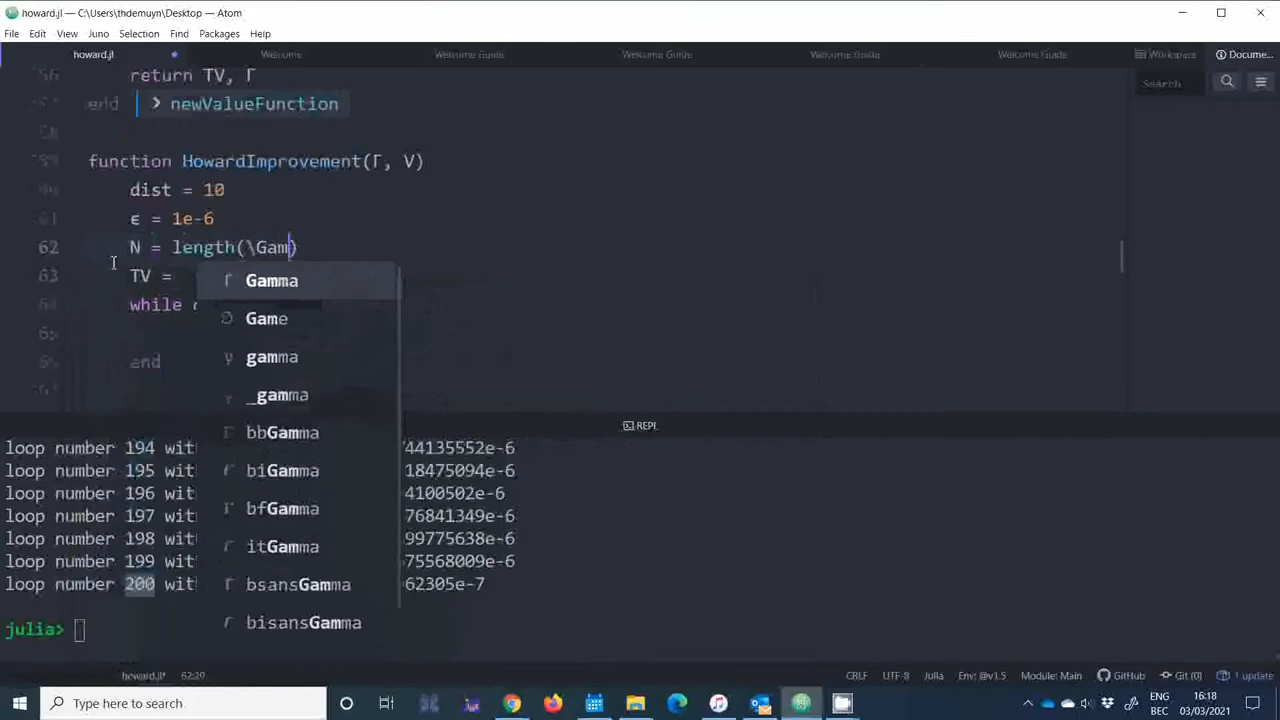 howard.jl — C:\Users\thdemuyn\Desktop — Atom
File Edit View Juno Selection Find Packages Help
howard.jl Welcome Welcome Guide Welcome Guide Welcome Guide Welcome Guide Workspace Docume...
return TV, Γ
end > newValueFunction
Search
function HowardImprovement(Γ, V)
dist = 10
61 ϵ = 1e-6
62 N = length(\Gam)
63 TV =
while
end
Γ Gamma
Game
γ gamma
_gamma
bbGamma
biGamma
bfGamma
itGamma
bsansGamma
bisansGamma
REPL
loop number 194 wit 44135552e-6
loop number 195 wit 18475094e-6
loop number 196 wit 4100502e-6
loop number 197 wit 76841349e-6
loop number 198 wit 99775638e-6
loop number 199 wit 75568009e-6
loop number 200 wit 62305e-7
julia>
howard.jl* 62:20 CRLF UTF-8 Julia Env: @v1.5 Module: Main GitHub Git (0) 1 update
Type here to search
ENG 16:18
BEC 03/03/2021